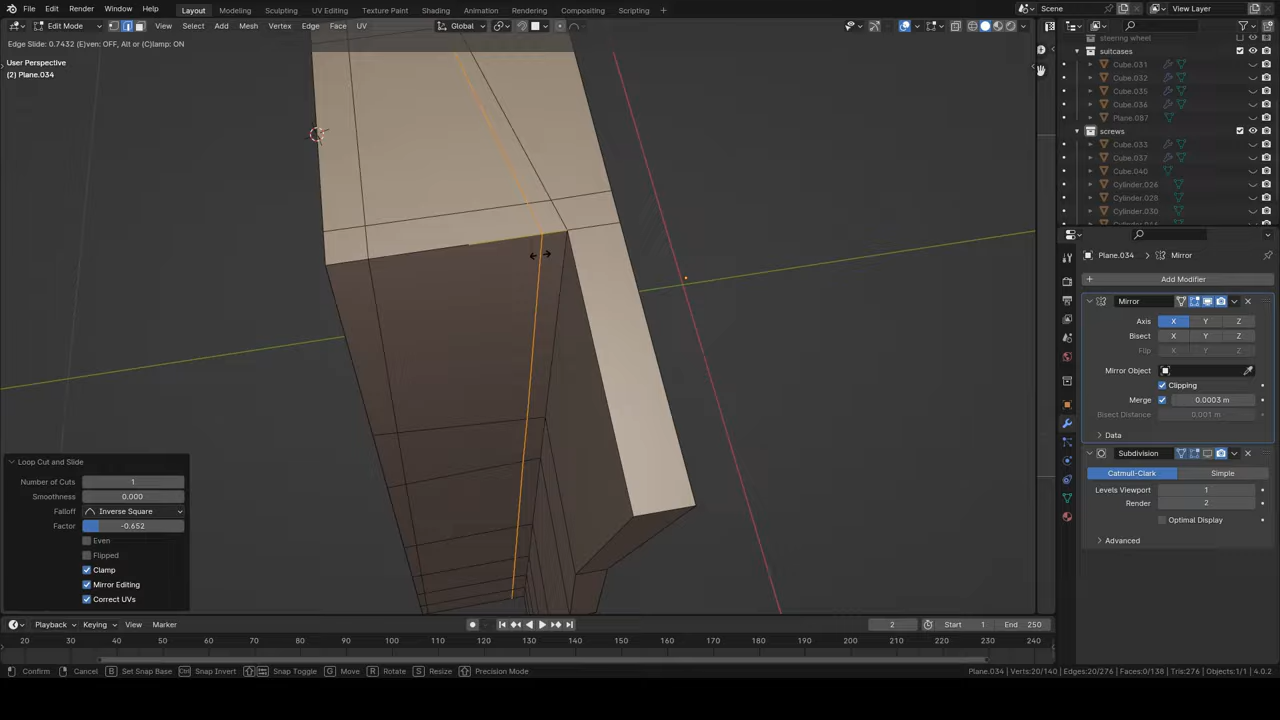 File Edit Render Window Help Layout Modeling Sculpting UV Editing Texture Paint Shading Animation Rendering Compositing Geometry Nodes Scripting + Scene View Layer
Edit Mode View Select Add Mesh Vertex Edge Face UV Global
Edge Slide: 0.7432 (E)ven: OFF, Alt or (C)lamp: ON
User Perspective
(2) Plane.034
steering wheel
suitcases
Cube.031
Cube.032
Cube.035
Cube.036
Plane.087
screws
Cube.033
Cube.037
Cube.040
Cylinder.026
Cylinder.028
Cylinder.030
Plane.034 > Mirror
+ Add Modifier
Mirror
Axis X Y Z
Bisect X Y Z
Flip X Y Z
Mirror Object
Clipping
Merge 0.0003 m
Bisect Distance 0.001 m
Data
Subdivision
Catmull-Clark Simple
Levels Viewport 1
Render 2
Optimal Display
Advanced
Loop Cut and Slide
Number of Cuts 1
Smoothness 0.000
Falloff Inverse Square
Factor -0.652
Even
Flipped
Clamp
Mirror Editing
Correct UVs
Playback Keying View Marker 2 Start 1 End 250
20 30 40 50 60 70 80 90 100 110 120 130 140 150 160 170 180 190 200 210 220 230 240
Confirm Cancel B Set Snap Base Ctrl Snap Invert Snap Toggle G Move R Rotate S Resize Precision Mode Plane.034 | Verts:20/140 | Edges:20/276 | Faces:0/138 | Tris:276 | Objects:1/1 | 4.0.2